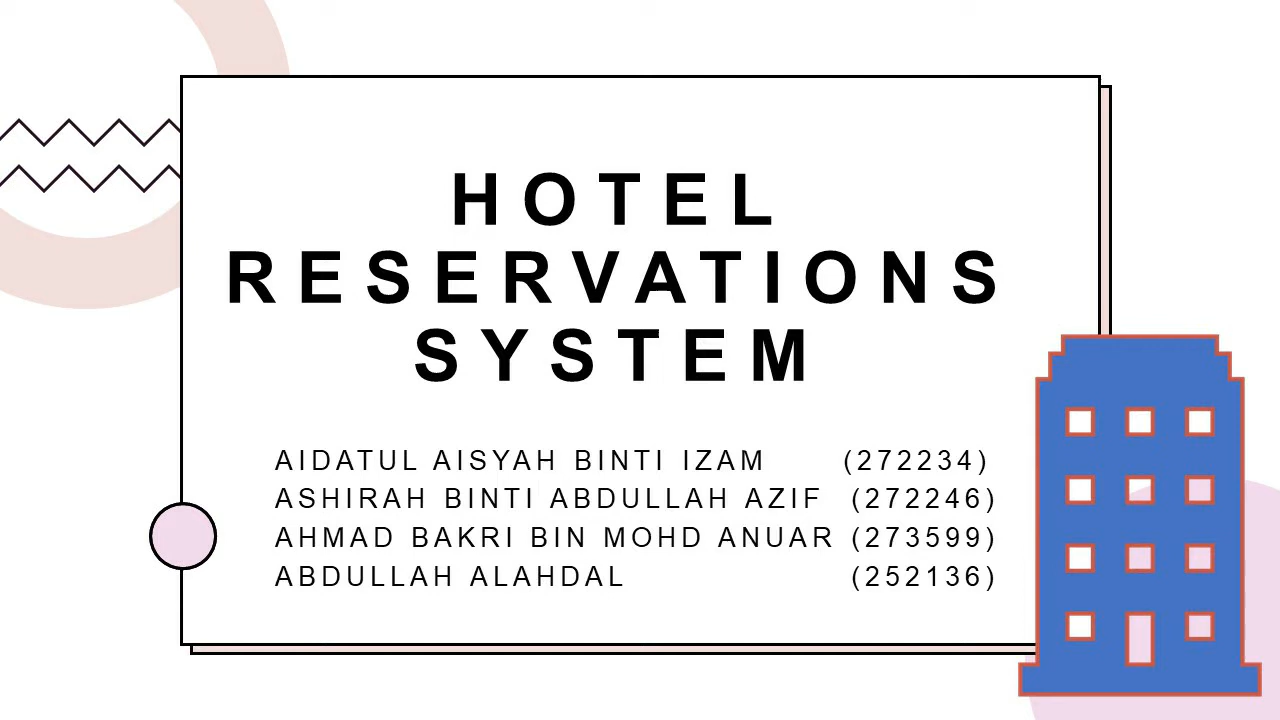 HOTEL
RESERVATIONS
SYSTEM
AIDATUL AISYAH BINTI IZAM (272234)
ASHIRAH BINTI ABDULLAH AZIF (272246)
AHMAD BAKRI BIN MOHD ANUAR (273599)
ABDULLAH ALAHDAL (252136)